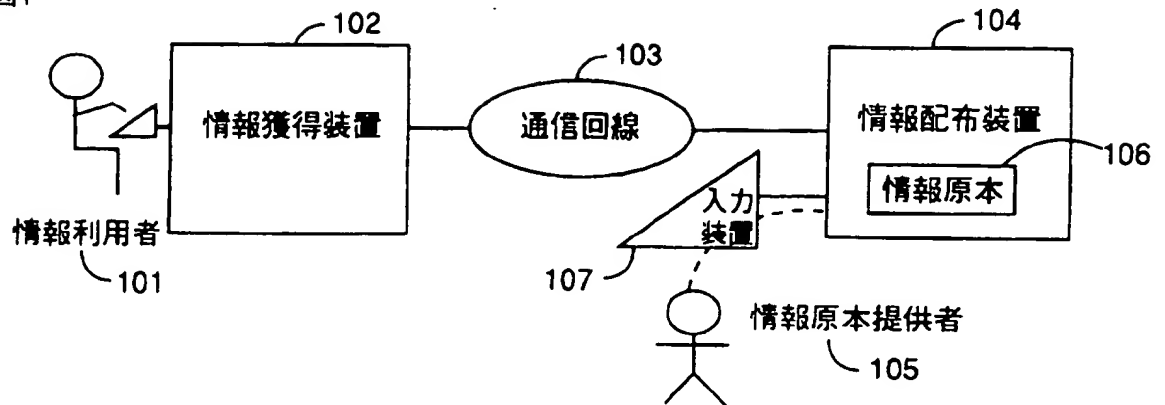 図1
102
103
104
情報獲得装置
通信回線
情報配布装置
106
情報原本
入力
装置
情報利用者
101
107
情報原本提供者
105